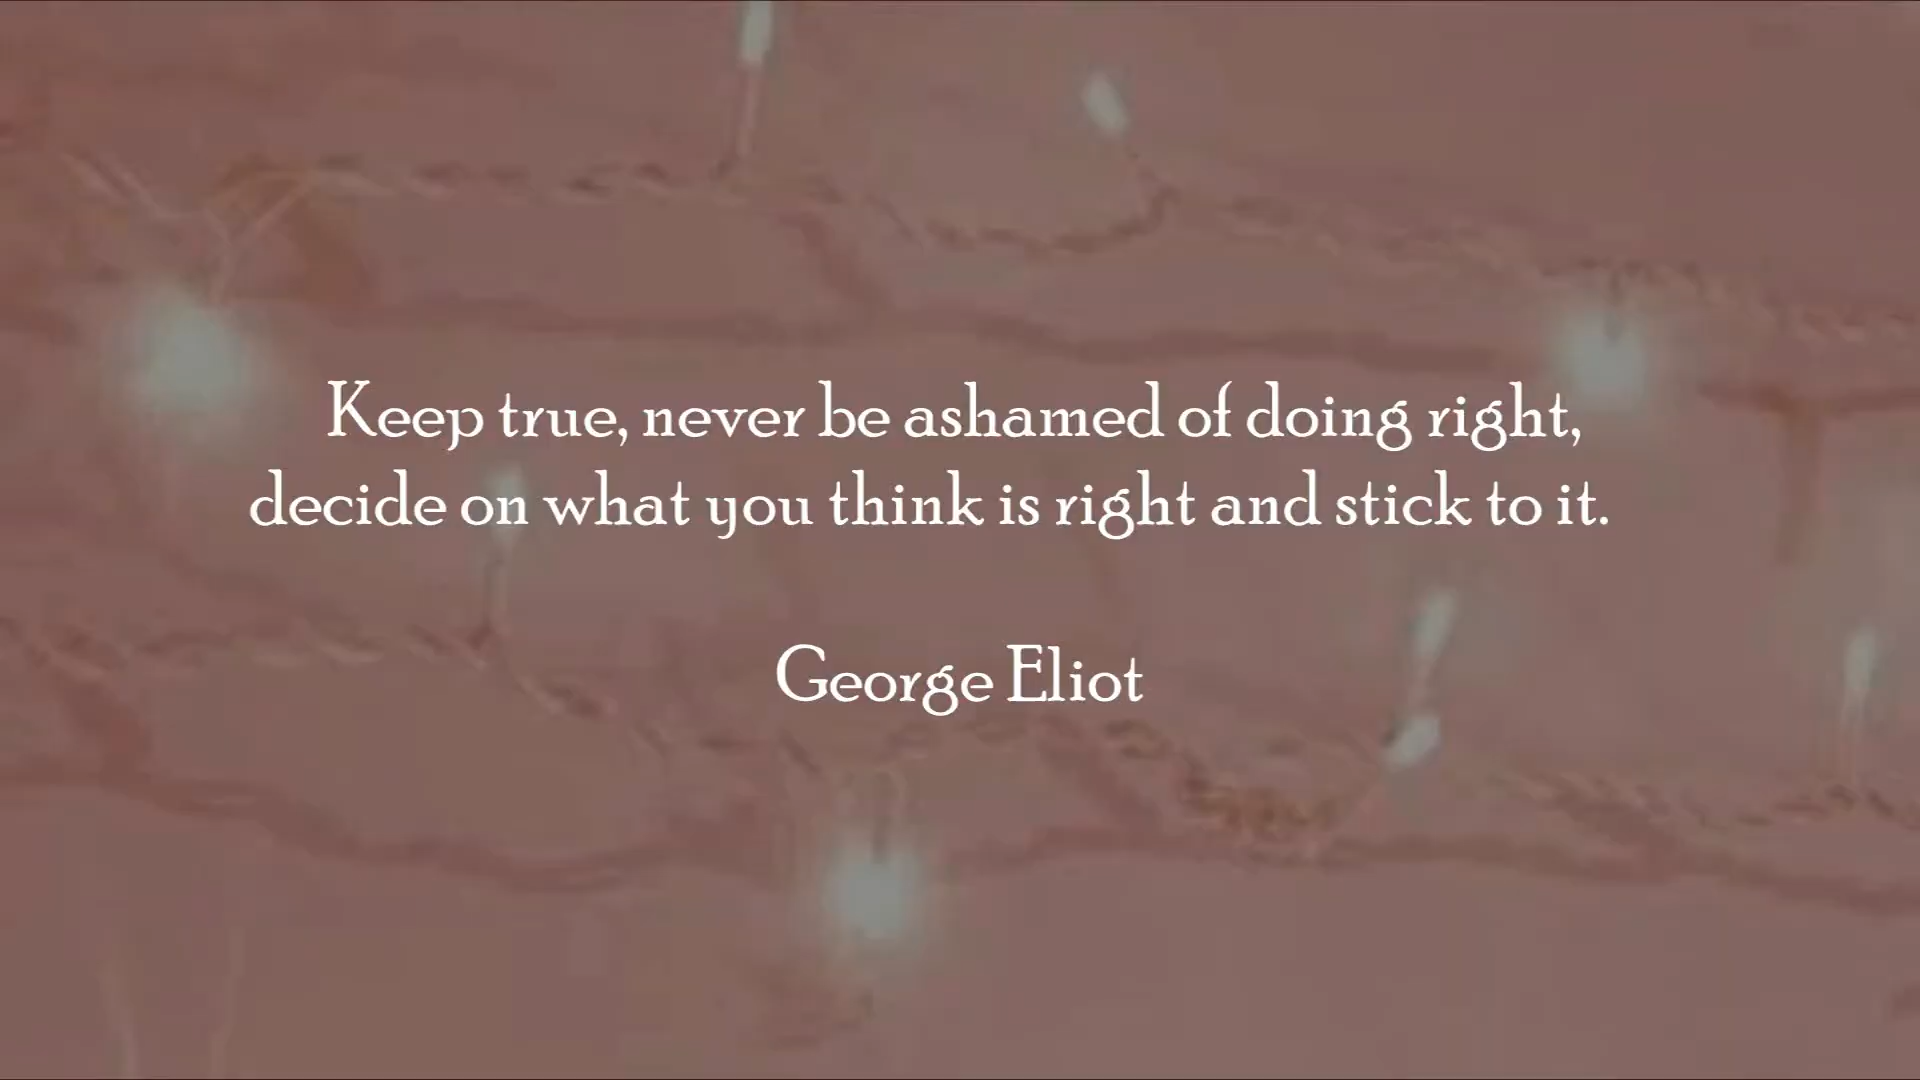 Keep true, never be ashamed of doing right,
decide on what you think is right and stick to it.
George Eliot